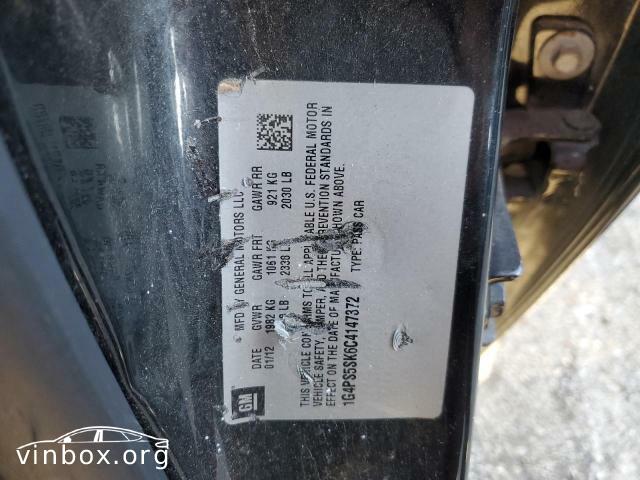 MFD BY GENERAL MOTORS LLC
DATE GVWR GAWR FRT GAWR RR
01/12 1982 KG 1061 KG 921 KG
LB 2339 LB 2030 LB
THIS VEHICLE CONFORMS TO ALL APPLICABLE U.S. FEDERAL MOTOR
VEHICLE SAFETY, BUMPER, AND THEFT PREVENTION STANDARDS IN
EFFECT ON THE DATE OF MANUFACTURE SHOWN ABOVE.
TYPE: PASS CAR
1G4PS5SK6C4147372
GM
vinbox.org